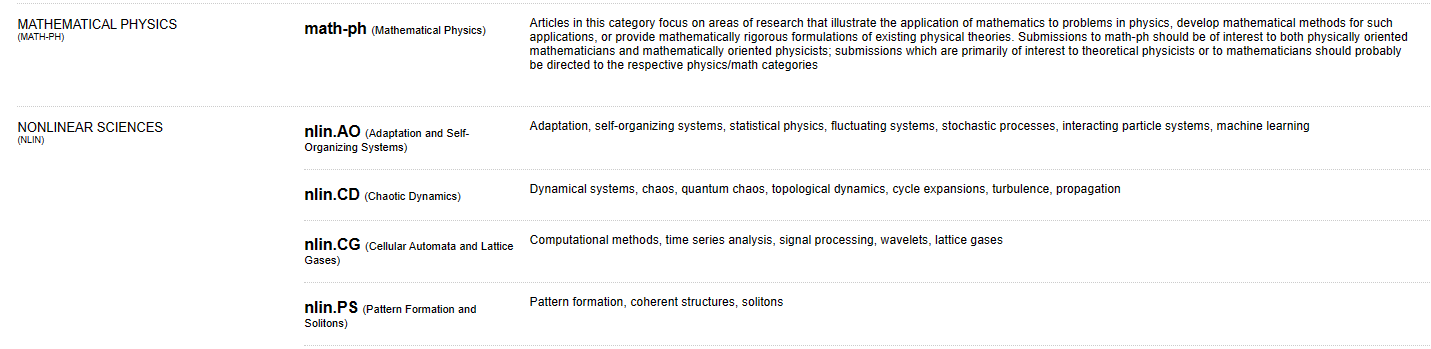 MATHEMATICAL PHYSICS
(MATH-PH)
math-ph (Mathematical Physics)
Articles in this category focus on areas of research that illustrate the application of mathematics to problems in physics, develop mathematical methods for such
applications, or provide mathematically rigorous formulations of existing physical theories. Submissions to math-ph should be of interest to both physically oriented
mathematicians and mathematically oriented physicists; submissions which are primarily of interest to theoretical physicists or to mathematicians should probably
be directed to the respective physics/math categories
NONLINEAR SCIENCES
(NLIN)
nlin.AO (Adaptation and Self-
Organizing Systems)
Adaptation, self-organizing systems, statistical physics, fluctuating systems, stochastic processes, interacting particle systems, machine learning
nlin.CD (Chaotic Dynamics)
Dynamical systems, chaos, quantum chaos, topological dynamics, cycle expansions, turbulence, propagation
nlin.CG (Cellular Automata and Lattice
Gases)
Computational methods, time series analysis, signal processing, wavelets, lattice gases
nlin.PS (Pattern Formation and
Solitons)
Pattern formation, coherent structures, solitons